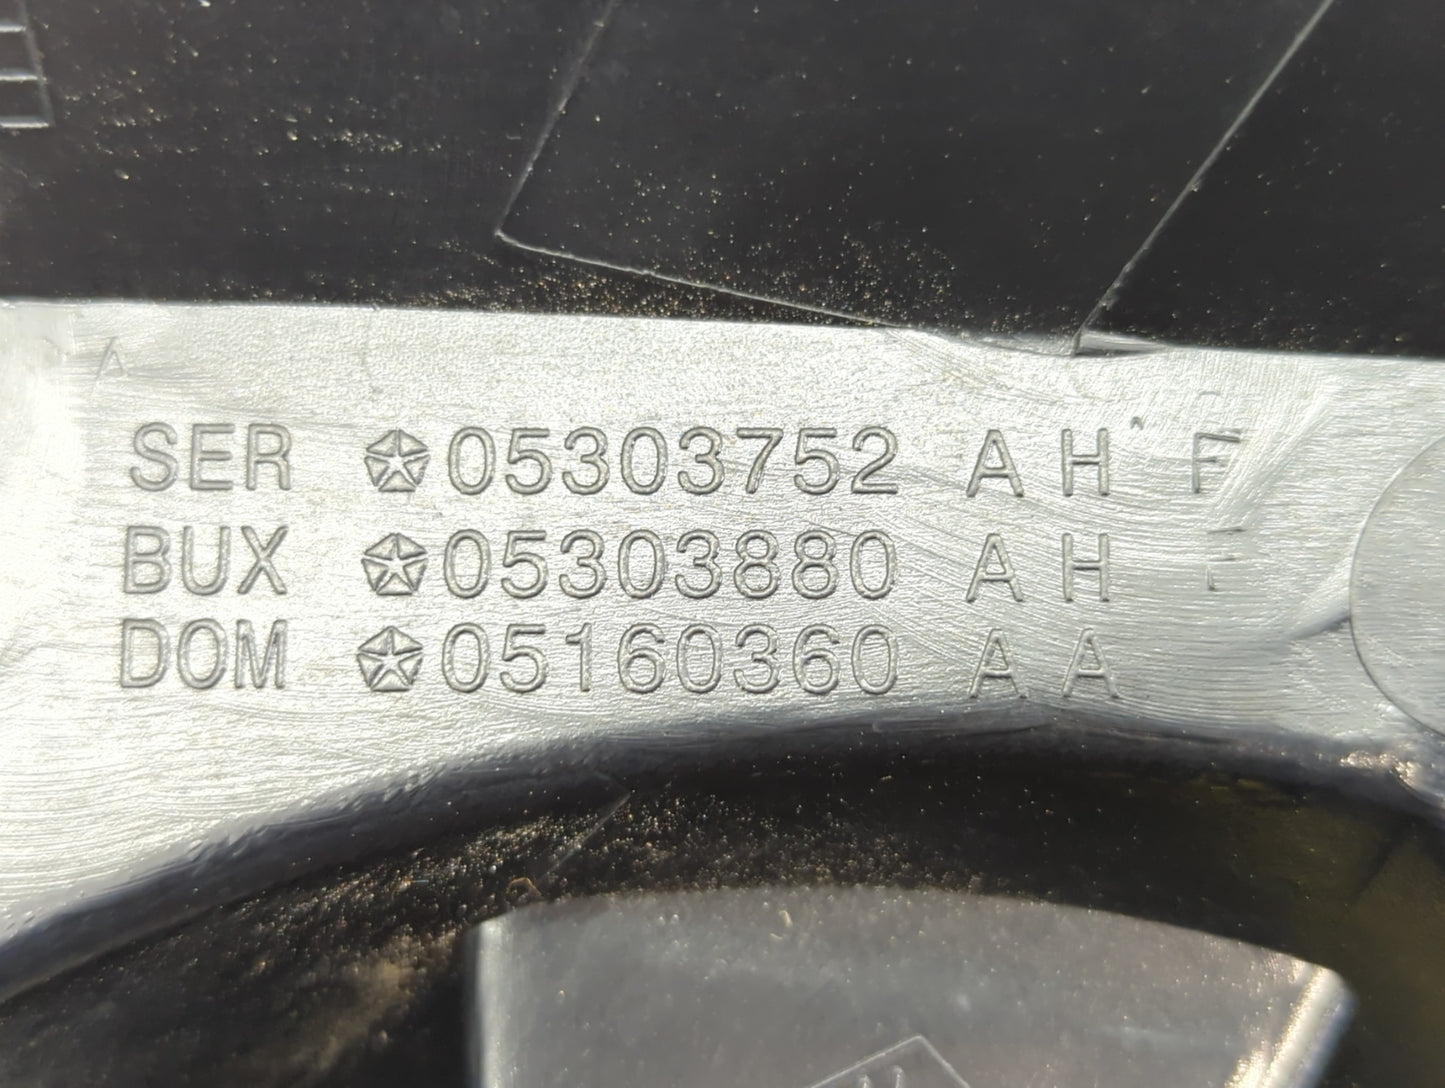 SER 05303752 A H F
BUX 05303880 A H F
DOM 05160360 A A